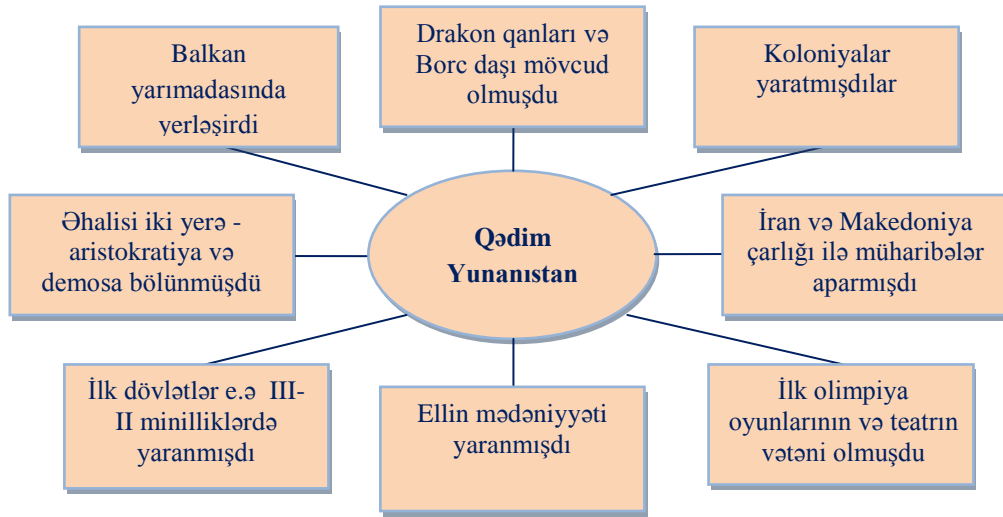 Balkan
yarımadasında
yerləşirdi
Drakon qanları və
Borc daşı mövcud
olmuşdu
Koloniyalar
yaratmışdılar
Əhalisi iki yerə -
aristokratiya və
demosa bölünmüşdü
Qədim
Yunanıstan
İran və Makedoniya
çarlığı ilə müharibələr
aparmışdı
İlk dövlətlər e.ə III-
II minilliklərdə
yaranmışdı
Ellin mədəniyyəti
yaranmışdı
İlk olimpiya
oyunlarının və teatrın
vətəni olmuşdu